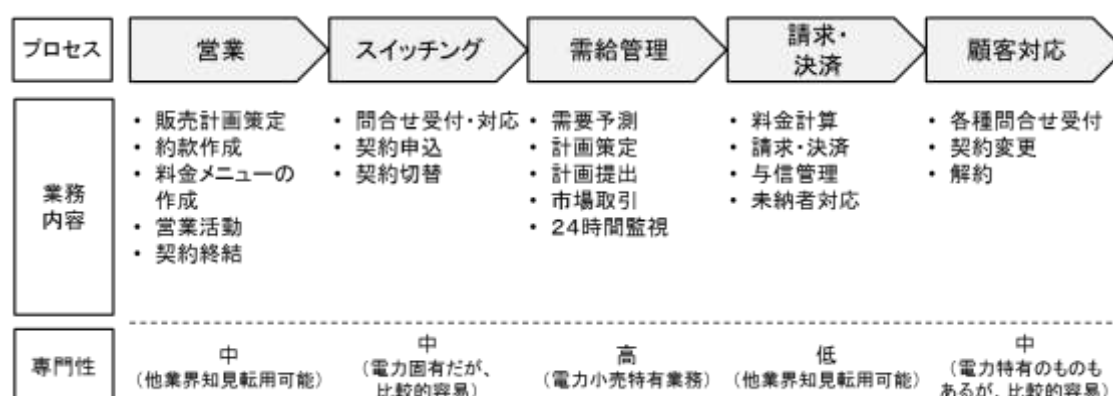 プロセス
営業
スイッチング
需給管理
請求・
決済
顧客対応
業務
内容
・ 販売計画策定
・ 約款作成
・ 料金メニューの
作成
・ 営業活動
・ 契約終結
・ 問合せ受付・対応
・ 契約申込
・ 契約切替
・ 需要予測
・ 計画策定
・ 計画提出
・ 市場取引
・ 24時間監視
・ 料金計算
・ 請求・決済
・ 与信管理
・ 未納者対応
・ 各種問合せ受付
・ 契約変更
・ 解約
専門性
中
(他業界知見転用可能)
中
(電力固有だが、
比較的容易)
高
(電力小売特有業務)
低
(他業界知見転用可能)
中
(電力特有のものも
あるが、比較的容易)